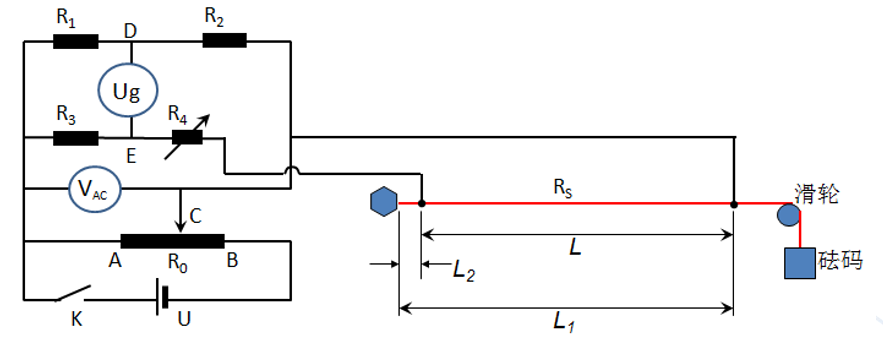 R1 D R2
Ug
R3 R4
E
VAC
C
A R0 B
K U
RS
滑轮
L
砝码
L2
L1